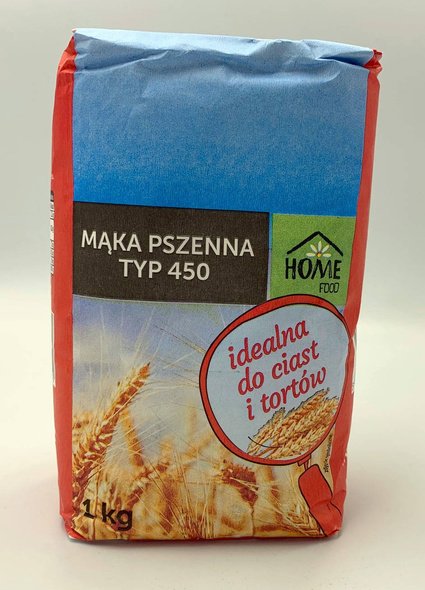 MĄKA PSZENNA
TYP 450
HOME
FOOD
idealna
do ciast
i tortów
1 kg